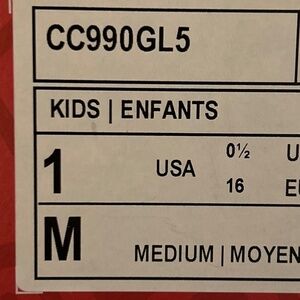 CC990GL5
KIDS | ENFANTS
1 USA 0½ U
16 EU
M MEDIUM | MOYEN